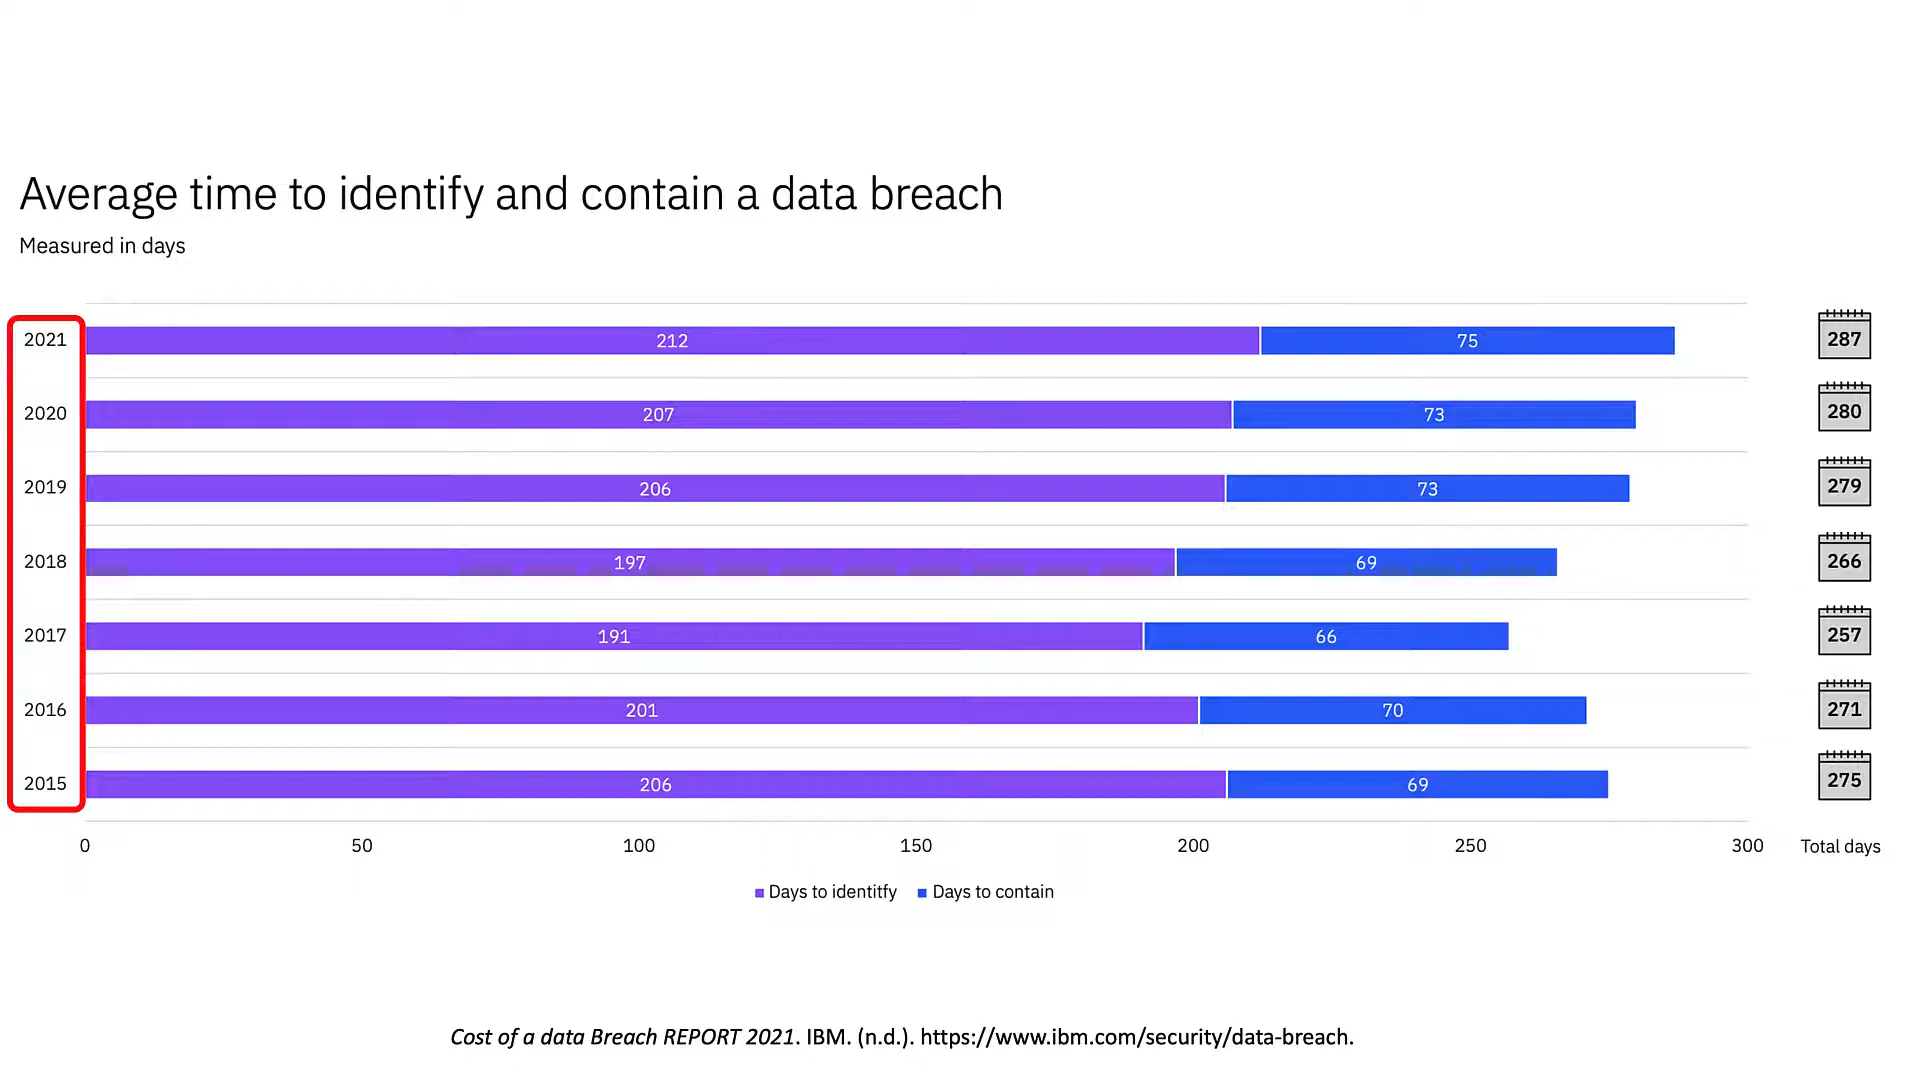 Average time to identify and contain a data breach
Measured in days
2021 212 75 287
2020 207 73 280
2019 206 73 279
2018 197 69 266
2017 191 66 257
2016 201 70 271
2015 206 69 275
0 50 100 150 200 250 300 Total days
Days to identitfy Days to contain
Cost of a data Breach REPORT 2021. IBM. (n.d.). https://www.ibm.com/security/data-breach.